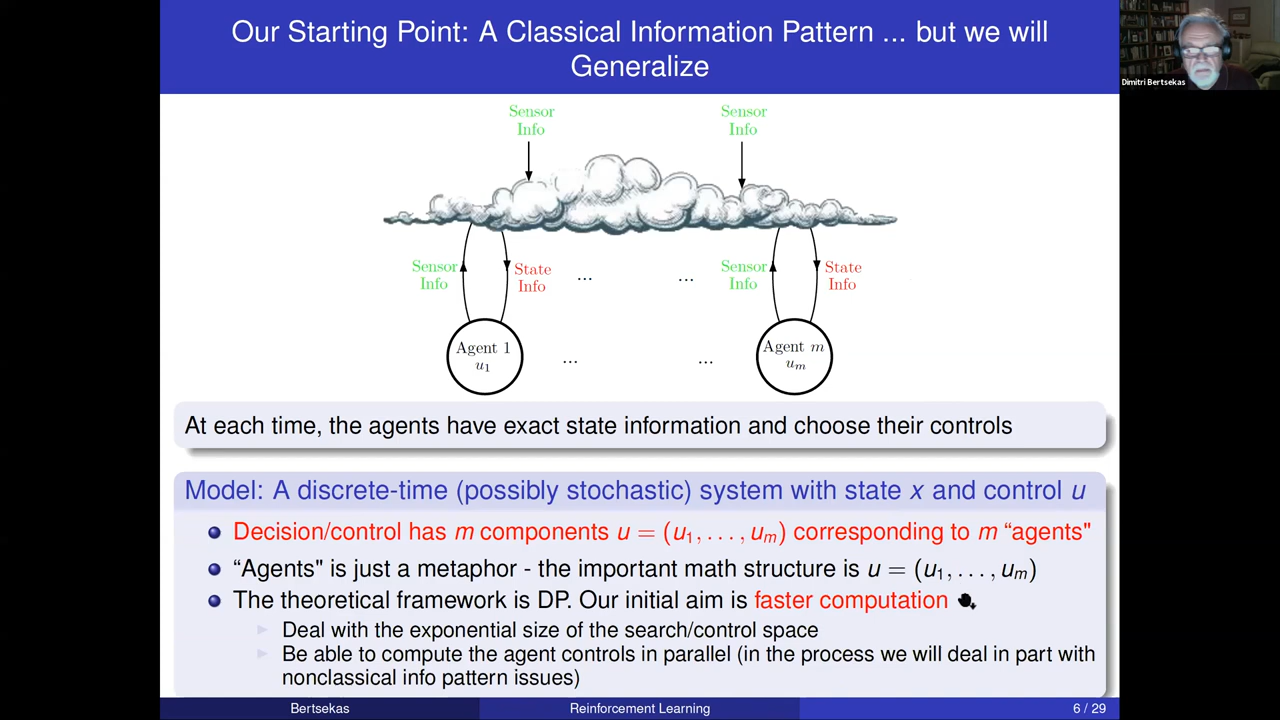 Our Starting Point: A Classical Information Pattern ... but we will
Generalize
Dimitri Bertsekas
Sensor
Info
Sensor
Info
Sensor
Info
State
Info
...
...
Sensor
Info
State
Info
Agent 1
u₁
...
...
Agent m
uₘ
At each time, the agents have exact state information and choose their controls
Model: A discrete-time (possibly stochastic) system with state x and control u
Decision/control has m components u = (u₁, . . . , uₘ) corresponding to m “agents"
“Agents" is just a metaphor - the important math structure is u = (u₁, . . . , uₘ)
The theoretical framework is DP. Our initial aim is faster computation
Deal with the exponential size of the search/control space
Be able to compute the agent controls in parallel (in the process we will deal in part with
nonclassical info pattern issues)
Bertsekas
Reinforcement Learning
6 / 29